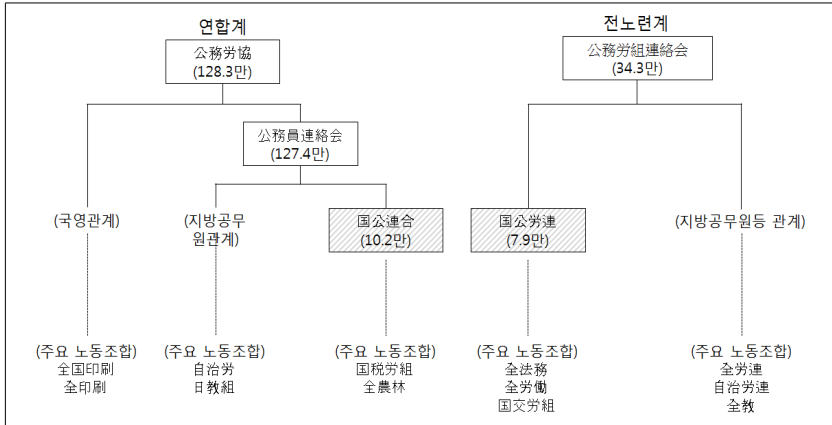 연합계
전노련계
公務労協
(128.3만)
公務労組連絡会
(34.3만)
公務員連絡会
(127.4만)
(국영관계)
(지방공무
원관계)
国公連合
(10.2만)
国公労連
(7.9만)
(지방공무원등 관계)
(주요 노동조합)
全国印刷
全印刷
(주요 노동조합)
自治労
日教組
(주요 노동조합)
国税労組
全農林
(주요 노동조합)
全法務
全労働
国交労組
(주요 노동조합)
全労連
自治労連
全教